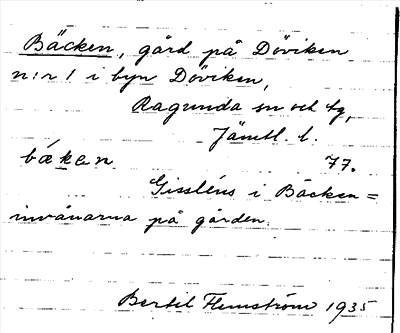 Bäcken, gård på Döviken
n:r 1 i byn Döviken,
Ragunda sn och tg,
Jämtl. l.
bäken 77.
Gissléns i Bäcken =
invånarna på gården.
Bertil Flemström 1935